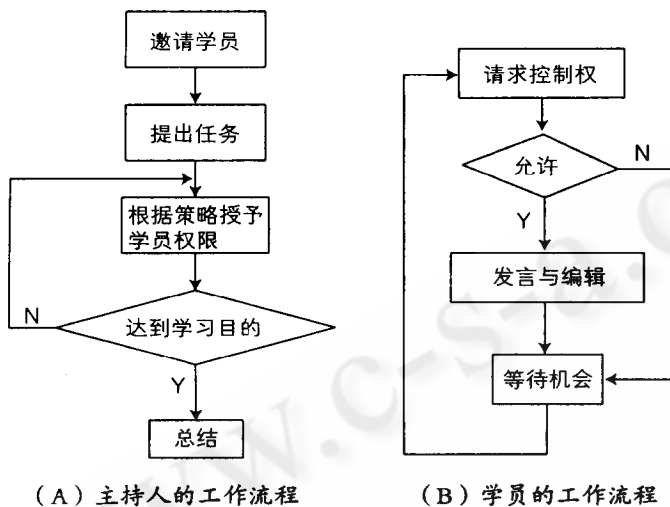 邀请学员
提出任务
根据策略授予
学员权限
N
达到学习目的
Y
总结
(A)主持人的工作流程
请求控制权
允许
N
Y
发言与编辑
等待机会
(B)学员的工作流程
www.c-s-a.c